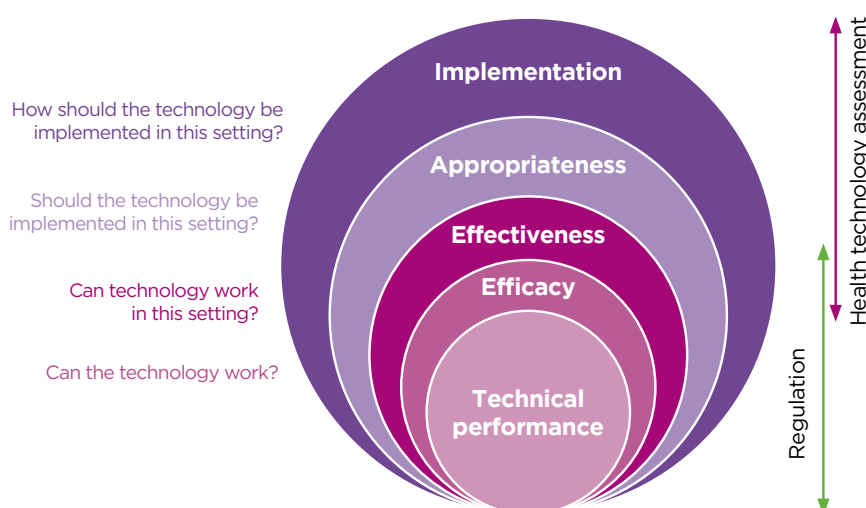 Implementation
How should the technology be
implemented in this setting?
Appropriateness
Should the technology be
implemented in this setting?
Effectiveness
Can technology work
in this setting?
Efficacy
Can the technology work?
Technical
performance
Health technology assessment
Regulation